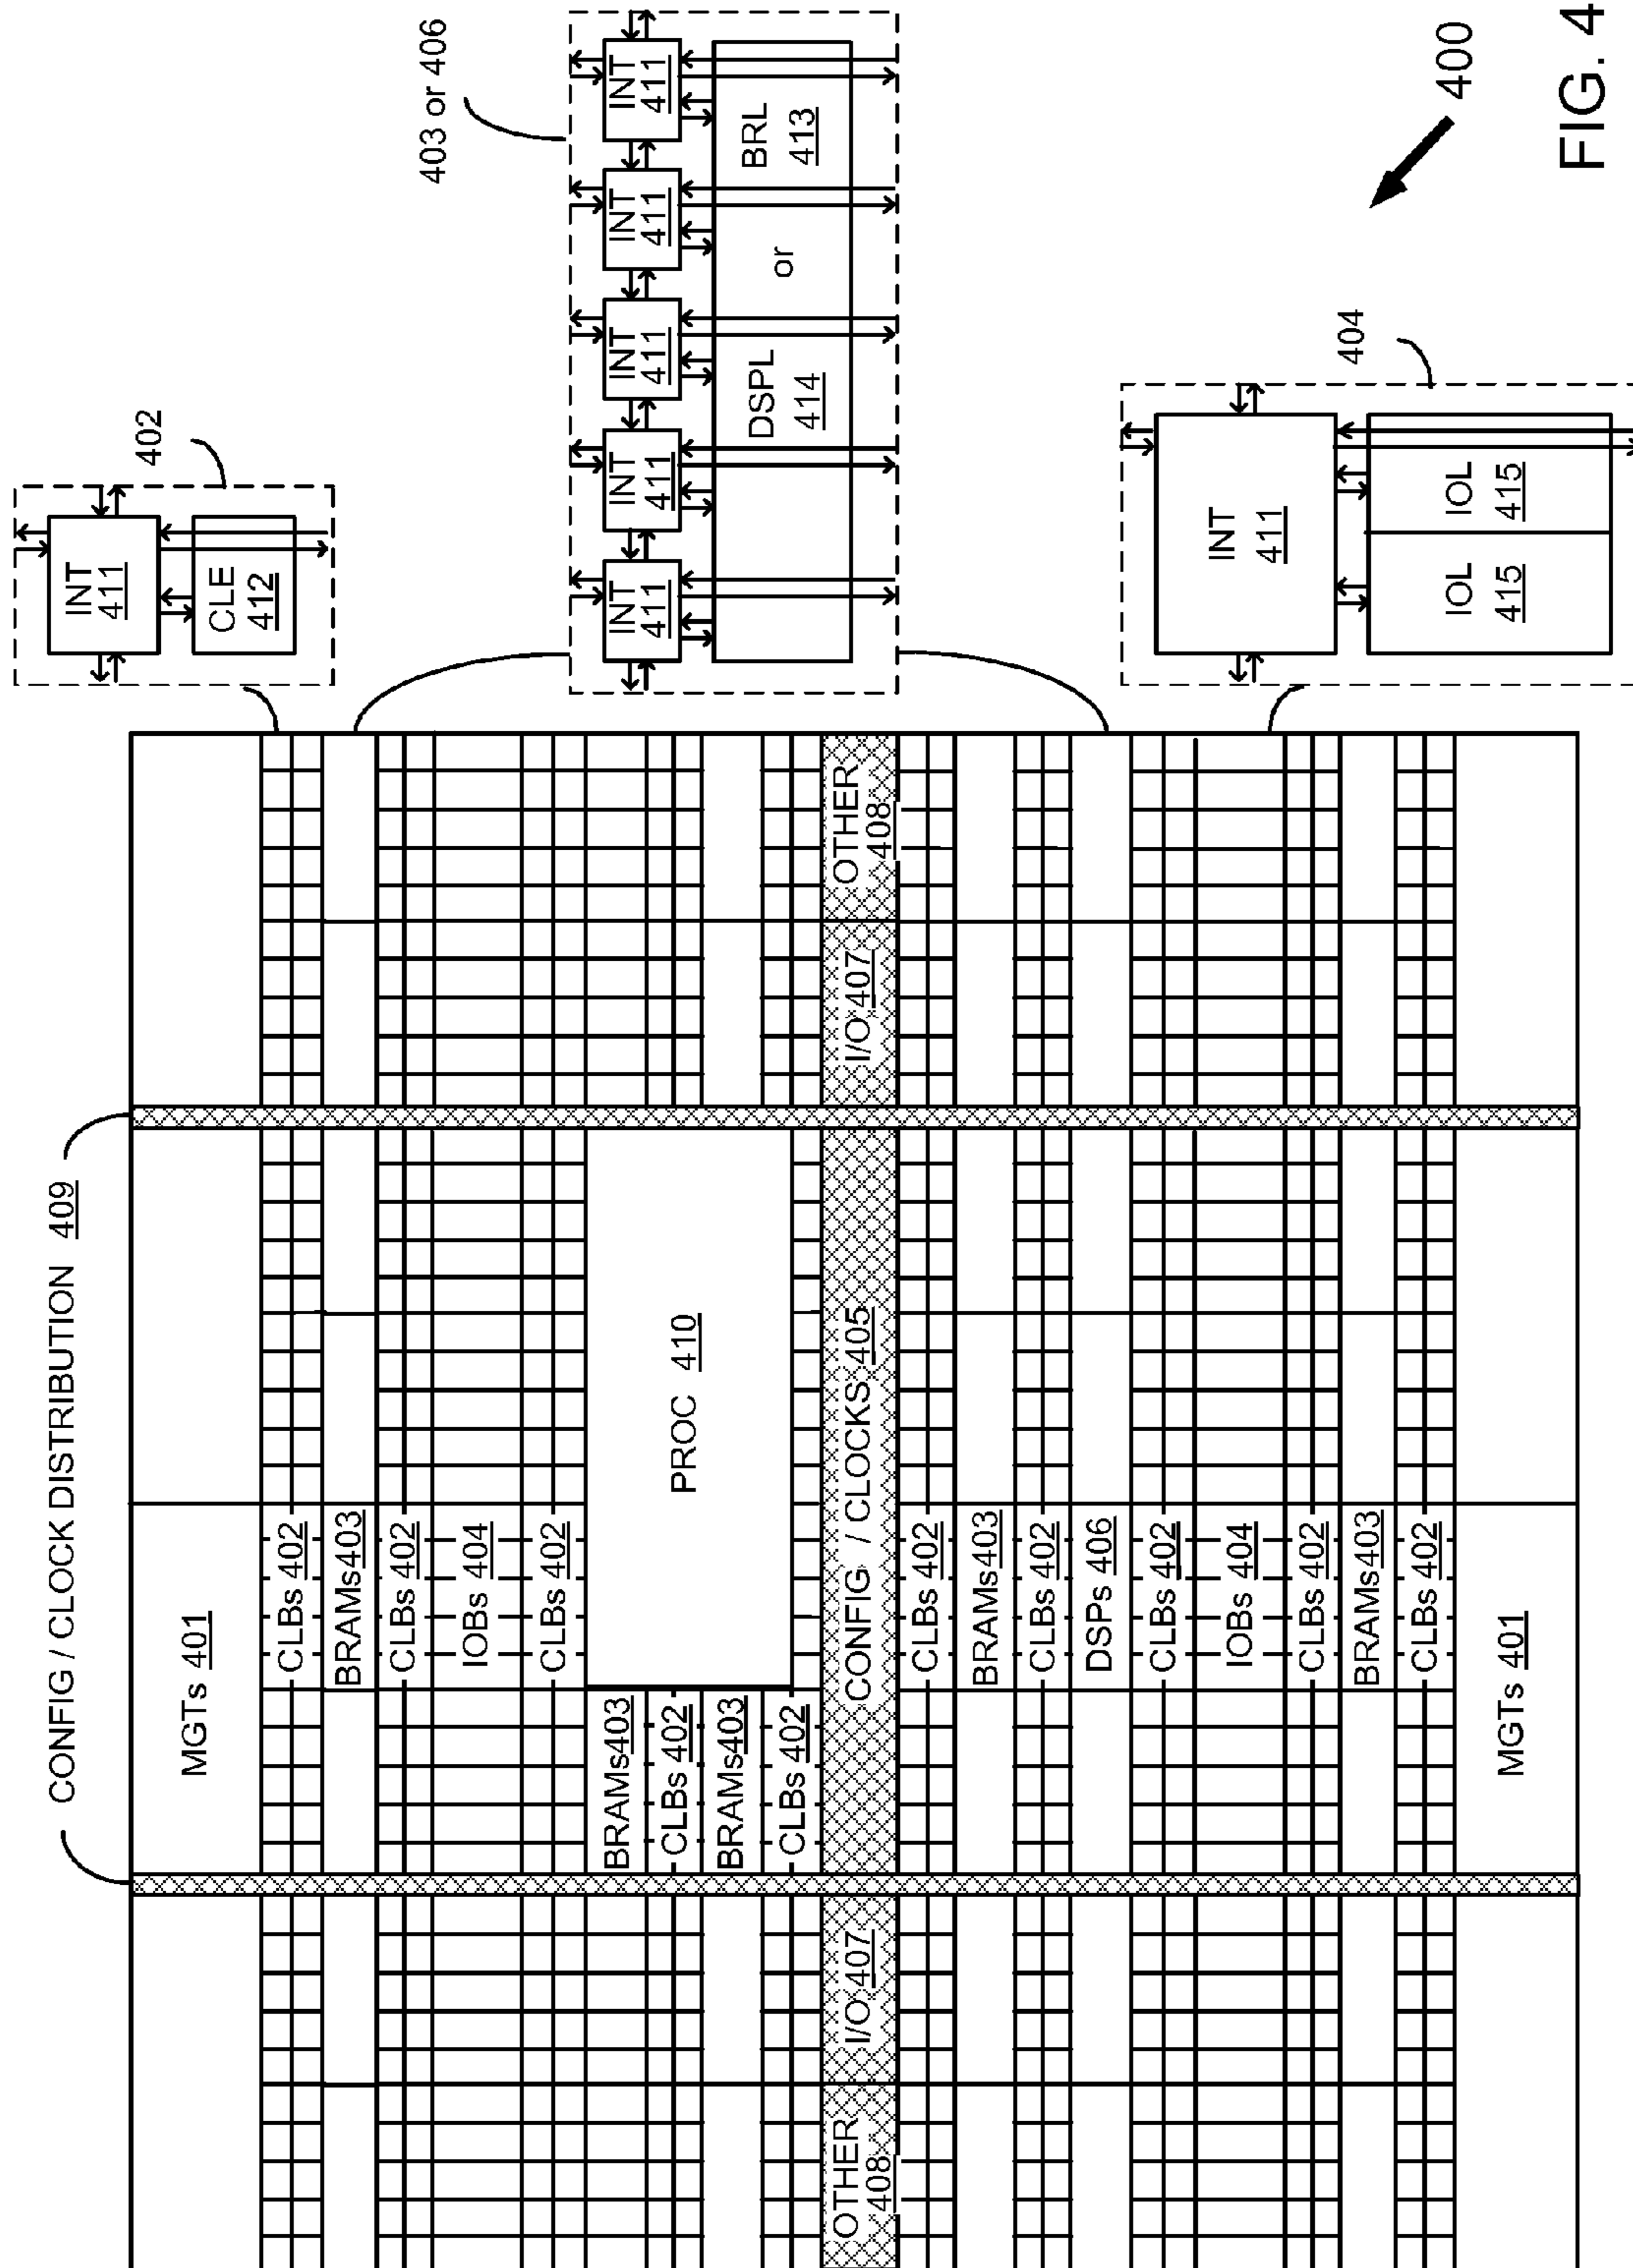 CONFIG / CLOCK DISTRIBUTION 409
MGTs 401
CLBs 402
BRAMs403
CLBs 402
IOBs 404
CLBs 402
BRAMs403
CLBs 402
BRAMs403
CLBs 402
PROC 410
OTHER
408
I/O 407
CONFIG / CLOCKS 405
I/O 407
OTHER
408
CLBs 402
BRAMs403
CLBs 402
DSPs 406
CLBs 402
IOBs 404
CLBs 402
BRAMs403
CLBs 402
MGTs 401
402
INT
411
CLE
412
403 or 406
INT
411
INT
411
INT
411
INT
411
INT
411
DSPL
414
or
BRL
413
404
INT
411
IOL
415
IOL
415
400
FIG. 4